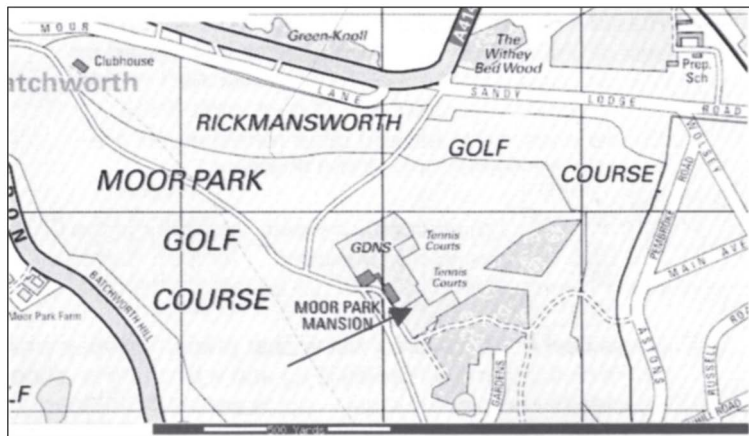 MOOR
Green-Knoll
The
Withey
Bed Wood
Prep.
Sch
Clubhouse
atchworth
LANE
SANDY LODGE ROAD
RICKMANSWORTH
GOLF
COURSE
WOLSEY
ROAD
PEMBROKE
MOOR PARK
GOLF
COURSE
GDNS
Tennis
Courts
Tennis
Courts
MAIN AVE
BATCHWORTH HILL
Moor Park Farm
MOOR PARK
MANSION
ASTONS
RUSSELL
GARDENS
HILL ROAD
500 Yards